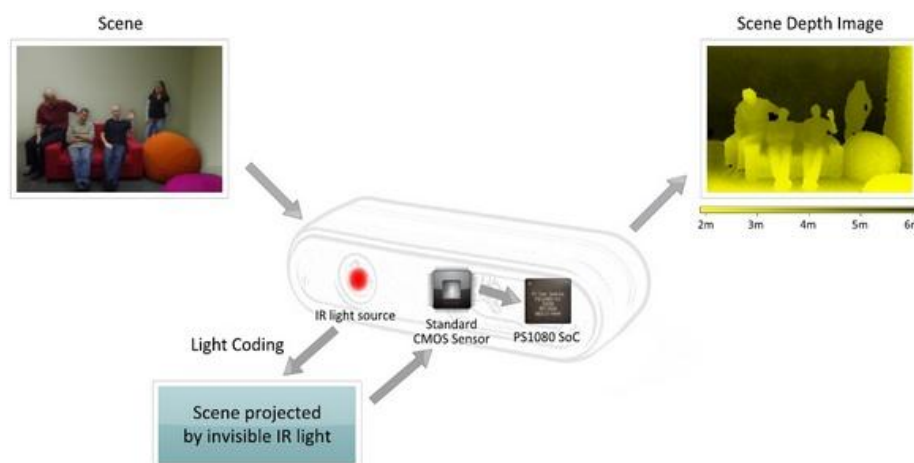 Scene
Scene Depth Image
2m 3m 4m 5m 6m
IR light source
Standard
CMOS Sensor
PS1080 SoC
Light Coding
Scene projected
by invisible IR light